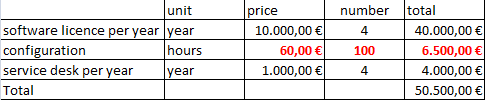 unit price number total
software licence per year year 10.000,00 € 4 40.000,00 €
configuration hours 60,00 € 100 6.500,00 €
service desk per year year 1.000,00 € 4 4.000,00 €
Total 50.500,00 €